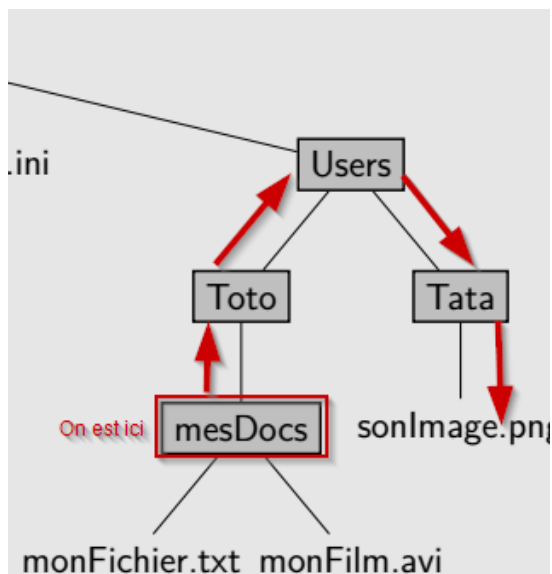 .ini
Users
Toto
Tata
On est ici
mesDocs
sonImage.png
monFichier.txt
monFilm.avi